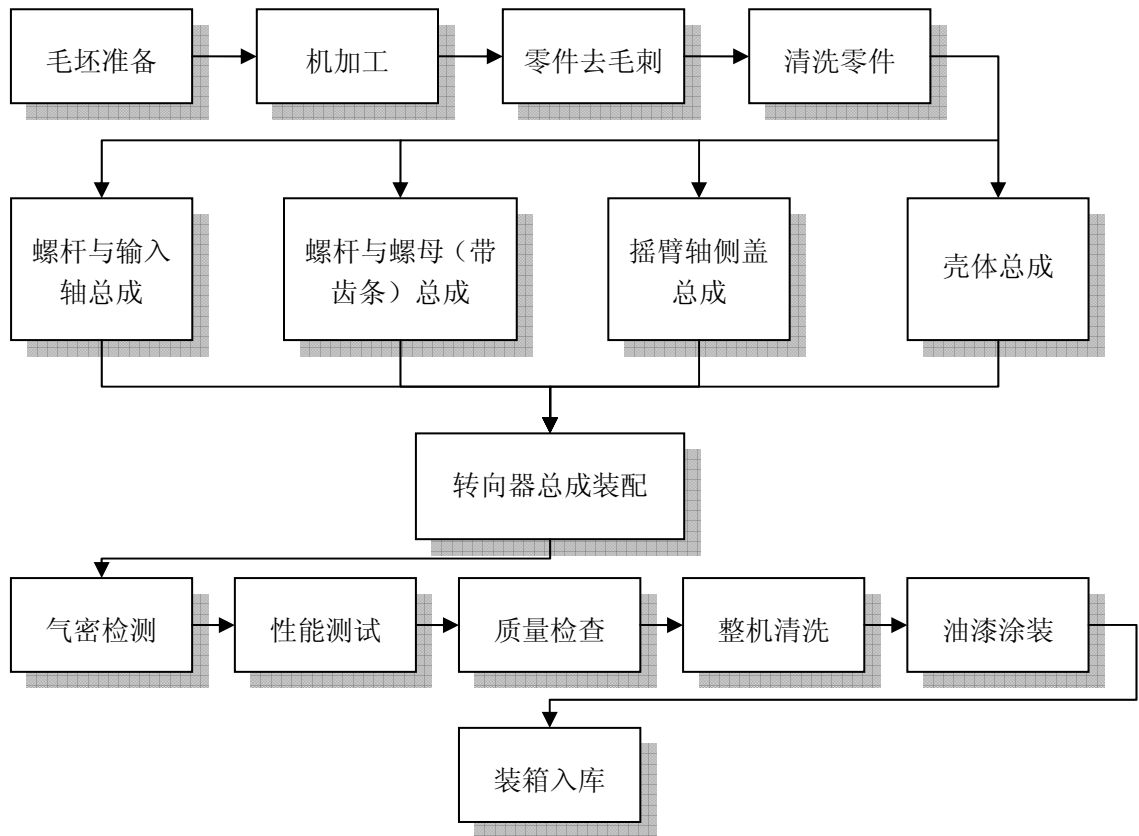 毛坯准备
机加工
零件去毛刺
清洗零件
螺杆与输入
轴总成
螺杆与螺母（带
齿条）总成
摇臂轴侧盖
总成
壳体总成
转向器总成装配
气密检测
性能测试
质量检查
整机清洗
油漆涂装
装箱入库